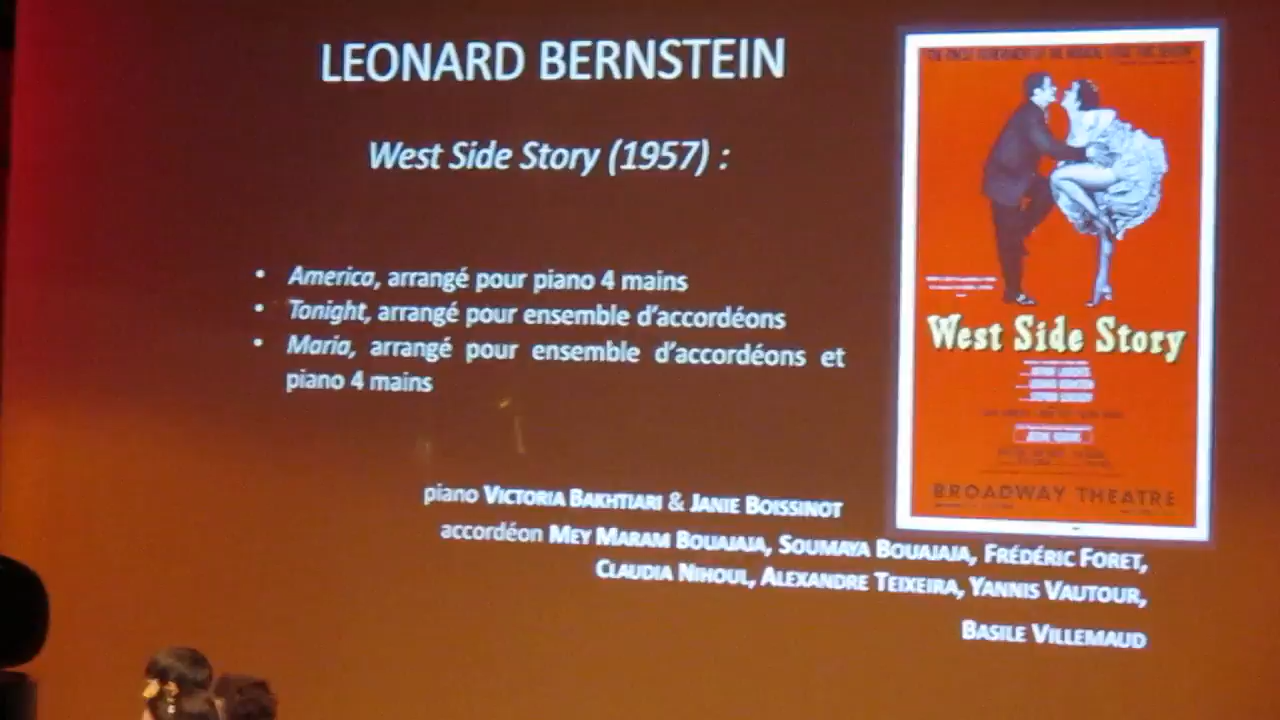 LEONARD BERNSTEIN
West Side Story (1957) :
• America, arrangé pour piano 4 mains
• Tonight, arrangé pour ensemble d'accordéons
• Maria, arrangé pour ensemble d'accordéons et
piano 4 mains
piano VICTORIA BAKHTIARI & JANIE BOISSINOT
accordéon MEY MARAM BOUAJAJA, SOUMAYA BOUAJAJA, FRÉDÉRIC FORET,
CLAUDIA NIHOUL, ALEXANDRE TEIXEIRA, YANNIS VAUTOUR,
BASILE VILLEMAUD
West Side Story
BROADWAY THEATRE